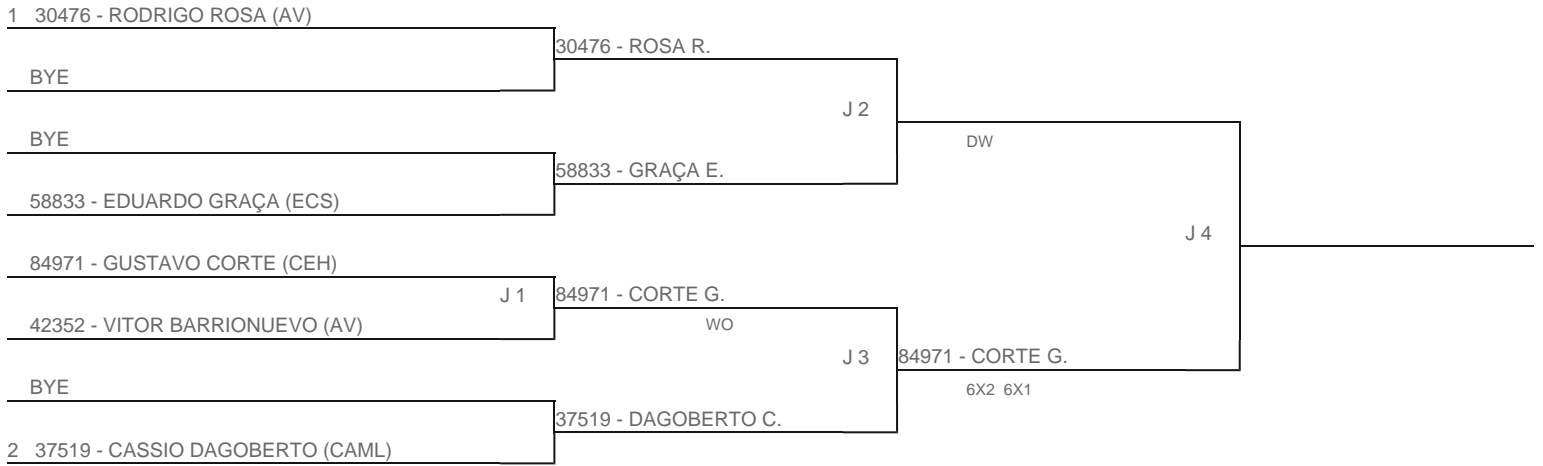 1 30476 - RODRIGO ROSA (AV)
30476 - ROSA R.
BYE
J 2
BYE
DW
58833 - GRAÇA E.
58833 - EDUARDO GRAÇA (ECS)
J 4
84971 - GUSTAVO CORTE (CEH)
J 1
84971 - CORTE G.
42352 - VITOR BARRIONUEVO (AV)
WO
J 3
84971 - CORTE G.
BYE
6X2 6X1
37519 - DAGOBERTO C.
2 37519 - CASSIO DAGOBERTO (CAML)